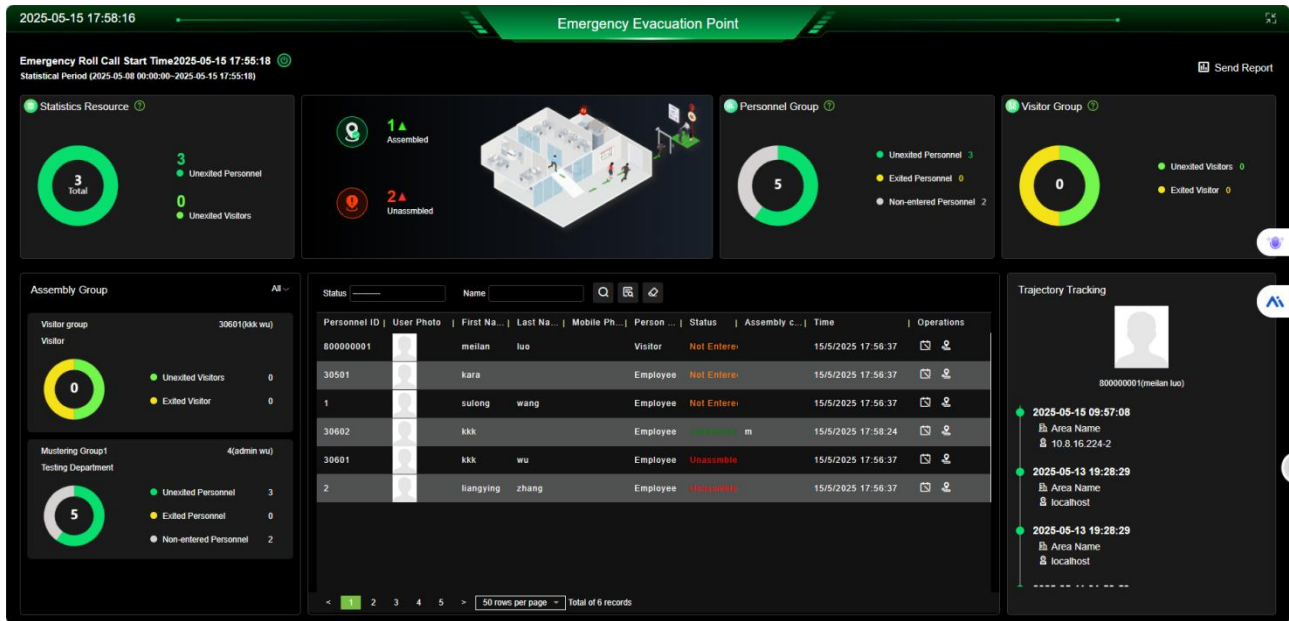 2025-05-15 17:58:16
Emergency Evacuation Point
Emergency Roll Call Start Time2025-05-15 17:55:18
Statistical Period (2025-05-08 00:00:00~2025-05-15 17:55:18)
Send Report
Statistics Resource
3
Total
3
Unexited Personnel
0
Unexited Visitors
1
Assembled
2
Unassmbled
Personnel Group
5
Unexited Personnel 3
Exited Personnel 0
Non-entered Personnel 2
Visitor Group
0
Unexited Visitors 0
Exited Visitor 0
Assembly Group
All
Visitor group 30601(kkk wu)
Visitor
0
Unexited Visitors 0
Exited Visitor 0
Mustering Group1 4(admin wu)
Testing Department
5
Unexited Personnel 3
Exited Personnel 0
Non-entered Personnel 2
Status ——— Name
Personnel ID | User Photo | First Na... | Last Na... | Mobile Ph... | Person ... | Status | Assembly c... | Time | Operations
800000001 meilan luo Visitor Not Entere 15/5/2025 17:56:37
30501 kara Employee Not Entere 15/5/2025 17:56:37
1 sulong wang Employee Not Entere 15/5/2025 17:56:37
30602 kkk Employee m 15/5/2025 17:58:24
30601 kkk wu Employee Unassmble 15/5/2025 17:56:37
2 liangying zhang Employee 15/5/2025 17:56:37
< 1 2 3 4 5 > 50 rows per page Total of 6 records
Trajectory Tracking
800000001(meilan luo)
2025-05-15 09:57:08
Area Name
10.8.16.224-2
2025-05-13 19:28:29
Area Name
localhost
2025-05-13 19:28:29
Area Name
localhost